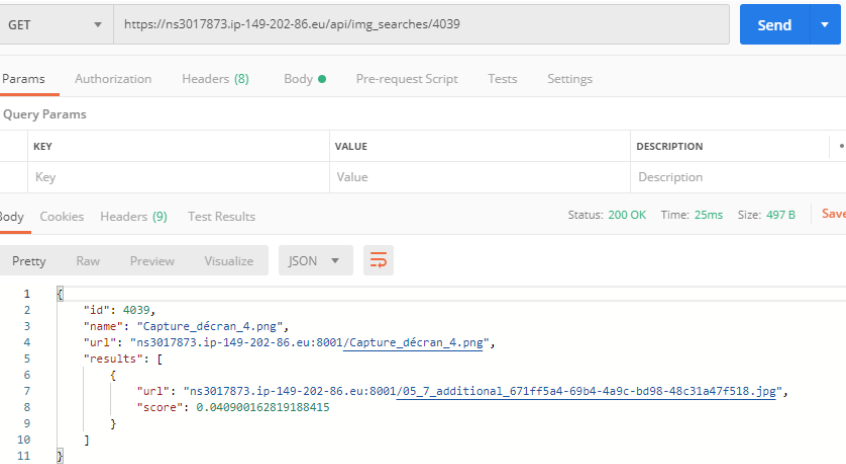 GET https://ns3017873.ip-149-202-86.eu/api/img_searches/4039 Send
Params Authorization Headers (8) Body Pre-request Script Tests Settings
Query Params
KEY VALUE DESCRIPTION
Key Value Description
Body Cookies Headers (9) Test Results Status: 200 OK Time: 25ms Size: 497 B Save
Pretty Raw Preview Visualize JSON
1 {
2 "id": 4039,
3 "name": "Capture_décran_4.png",
4 "url": "ns3017873.ip-149-202-86.eu:8001/Capture_décran_4.png",
5 "results": [
6 {
7 "url": "ns3017873.ip-149-202-86.eu:8001/05_7_additional_671ff5a4-69b4-4a9c-bd98-48c31a47f518.jpg",
8 "score": 0.040900162819188415
9 }
10 ]
11 }